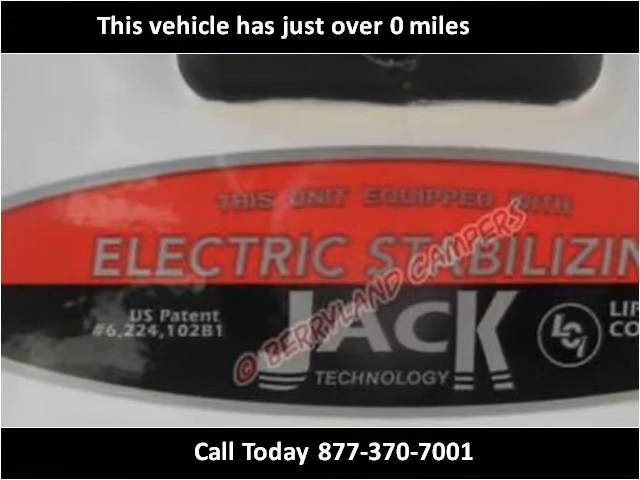 This vehicle has just over 0 miles
THIS UNIT EQUIPPED WITH
ELECTRIC STABILIZIN
JACK
TECHNOLOGY
US Patent
#6,224,102B1
LCI
LIP
CO
© BERRYLAND CAMPERS
Call Today 877-370-7001